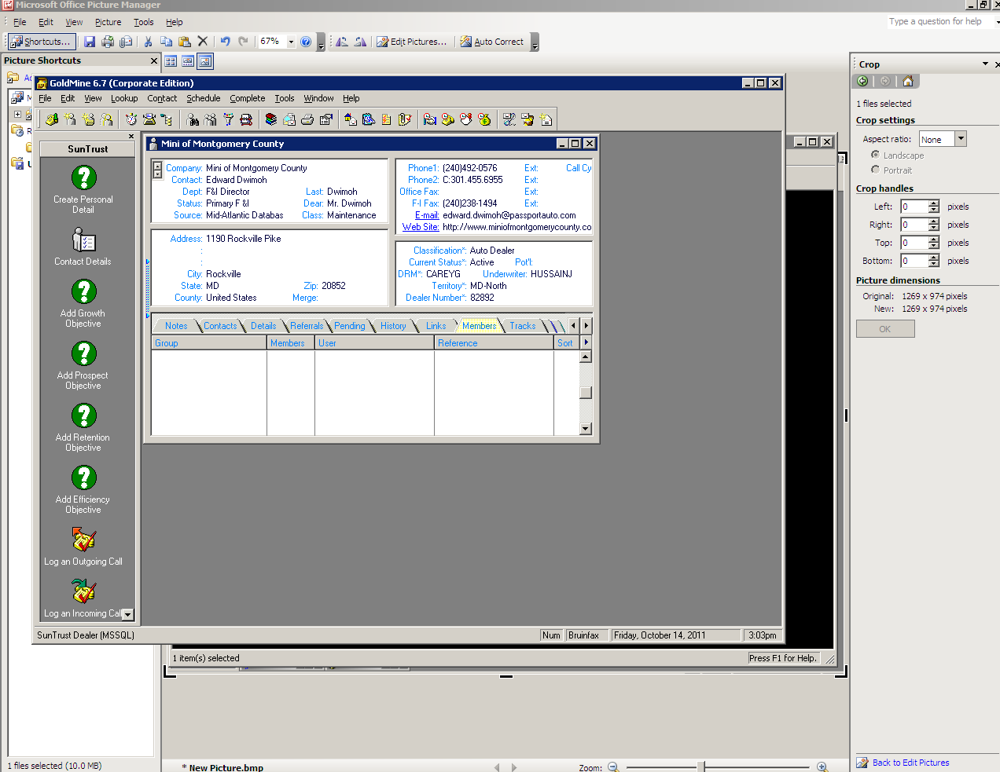 Microsoft Office Picture Manager
File Edit View Picture Tools Help
Type a question for help
Shortcuts... 67% Edit Pictures... Auto Correct
Picture Shortcuts
Crop
GoldMine 6.7 (Corporate Edition)
File Edit View Lookup Contact Schedule Complete Tools Window Help
SunTrust
Create Personal
Detail
Contact Details
Add Growth
Objective
Add Prospect
Objective
Add Retention
Objective
Add Efficiency
Objective
Log an Outgoing Call
Log an Incoming Call
Mini of Montgomery County
Company: Mini of Montgomery County
Contact: Edward Dwimoh
Dept: F&I Director Last: Dwimoh
Status: Primary F &I Dear: Mr. Dwimoh
Source: Mid-Atlantic Databas Class: Maintenance
Phone1: (240)492-0576 Ext: Call Cy
Phone2: C:301.455.6955 Ext:
Office Fax: Ext:
F-I Fax: (240)238-1494 Ext:
E-mail: edward.dwimoh@passportauto.com
Web Site: http://www.miniofmontgomerycounty.co
Address: 1190 Rockville Pike
:
:
City: Rockville
State: MD Zip: 20852
County: United States Merge:
Classification*: Auto Dealer
Current Status*: Active Pot'l:
DRM*: CAREYG Underwriter: HUSSAINJ
Territory*: MD-North
Dealer Number*: 82892
Notes Contacts Details Referrals Pending History Links Members Tracks
Group Members User Reference Sort
SunTrust Dealer (MSSQL) Num Bruinfax Friday, October 14, 2011 3:03pm
1 item(s) selected Press F1 for Help.
1 files selected
Crop settings
Aspect ratio: None
Landscape
Portrait
Crop handles
Left: 0 pixels
Right: 0 pixels
Top: 0 pixels
Bottom: 0 pixels
Picture dimensions
Original: 1269 x 974 pixels
New: 1269 x 974 pixels
OK
Back to Edit Pictures
1 files selected (10.0 MB) * New Picture.bmp Zoom: